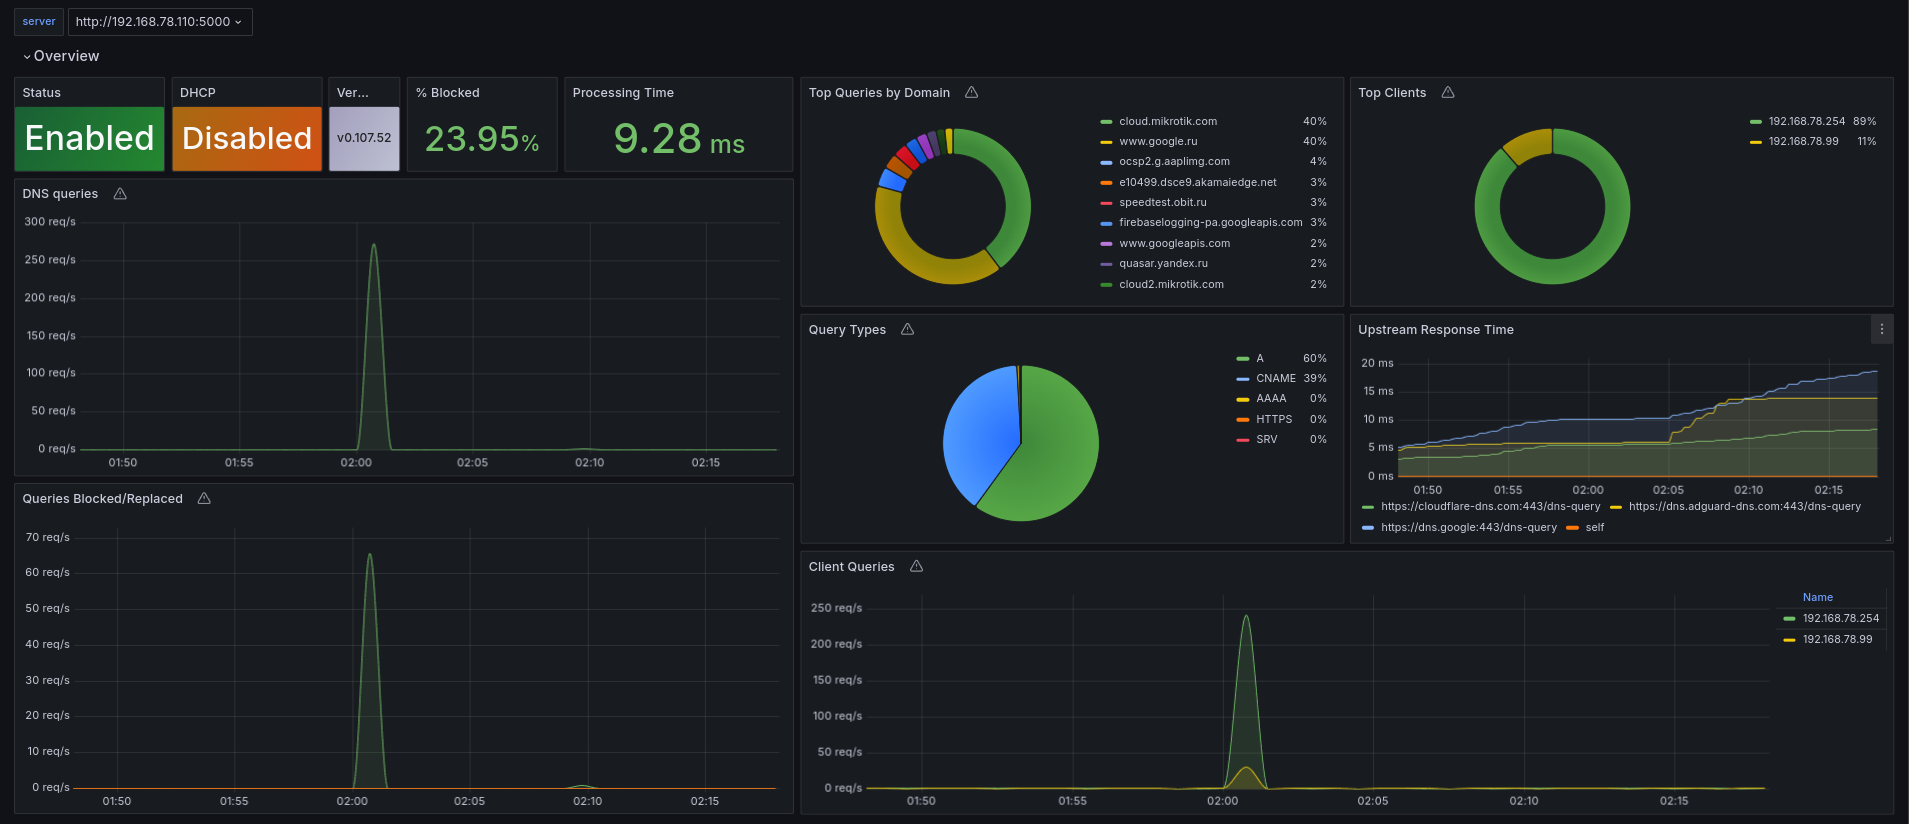 server http://192.168.78.110:5000
Overview
Status
Enabled
DHCP
Disabled
Ver...
v0.107.52
% Blocked
23.95%
Processing Time
9.28 ms
DNS queries
300 req/s
250 req/s
200 req/s
150 req/s
100 req/s
50 req/s
0 req/s
01:50 01:55 02:00 02:05 02:10 02:15
Queries Blocked/Replaced
70 req/s
60 req/s
50 req/s
40 req/s
30 req/s
20 req/s
10 req/s
0 req/s
01:50 01:55 02:00 02:05 02:10 02:15
Top Queries by Domain
cloud.mikrotik.com 40%
www.google.ru 40%
ocsp2.g.aaplimg.com 4%
e10499.dsce9.akamaiedge.net 3%
speedtest.obit.ru 3%
firebaselogging-pa.googleapis.com 3%
www.googleapis.com 2%
quasar.yandex.ru 2%
cloud2.mikrotik.com 2%
Top Clients
192.168.78.254 89%
192.168.78.99 11%
Query Types
A 60%
CNAME 39%
AAAA 0%
HTTPS 0%
SRV 0%
Upstream Response Time
20 ms
15 ms
10 ms
5 ms
0 ms
01:50 01:55 02:00 02:05 02:10 02:15
https://cloudflare-dns.com:443/dns-query https://dns.adguard-dns.com:443/dns-query
https://dns.google:443/dns-query self
Client Queries
250 req/s
200 req/s
150 req/s
100 req/s
50 req/s
0 req/s
01:50 01:55 02:00 02:05 02:10 02:15
Name
192.168.78.254
192.168.78.99